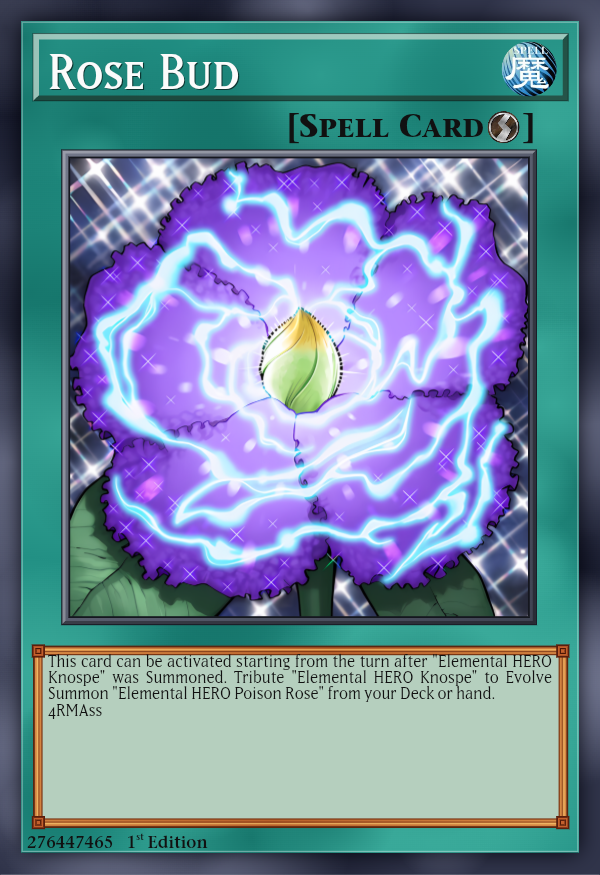 Rose Bud
SPELL
魔
[Spell Card]
This card can be activated starting from the turn after "Elemental HERO
Knospe" was Summoned. Tribute "Elemental HERO Knospe" to Evolve
Summon "Elemental HERO Poison Rose" from your Deck or hand.
4RMAss
276447465 1st Edition